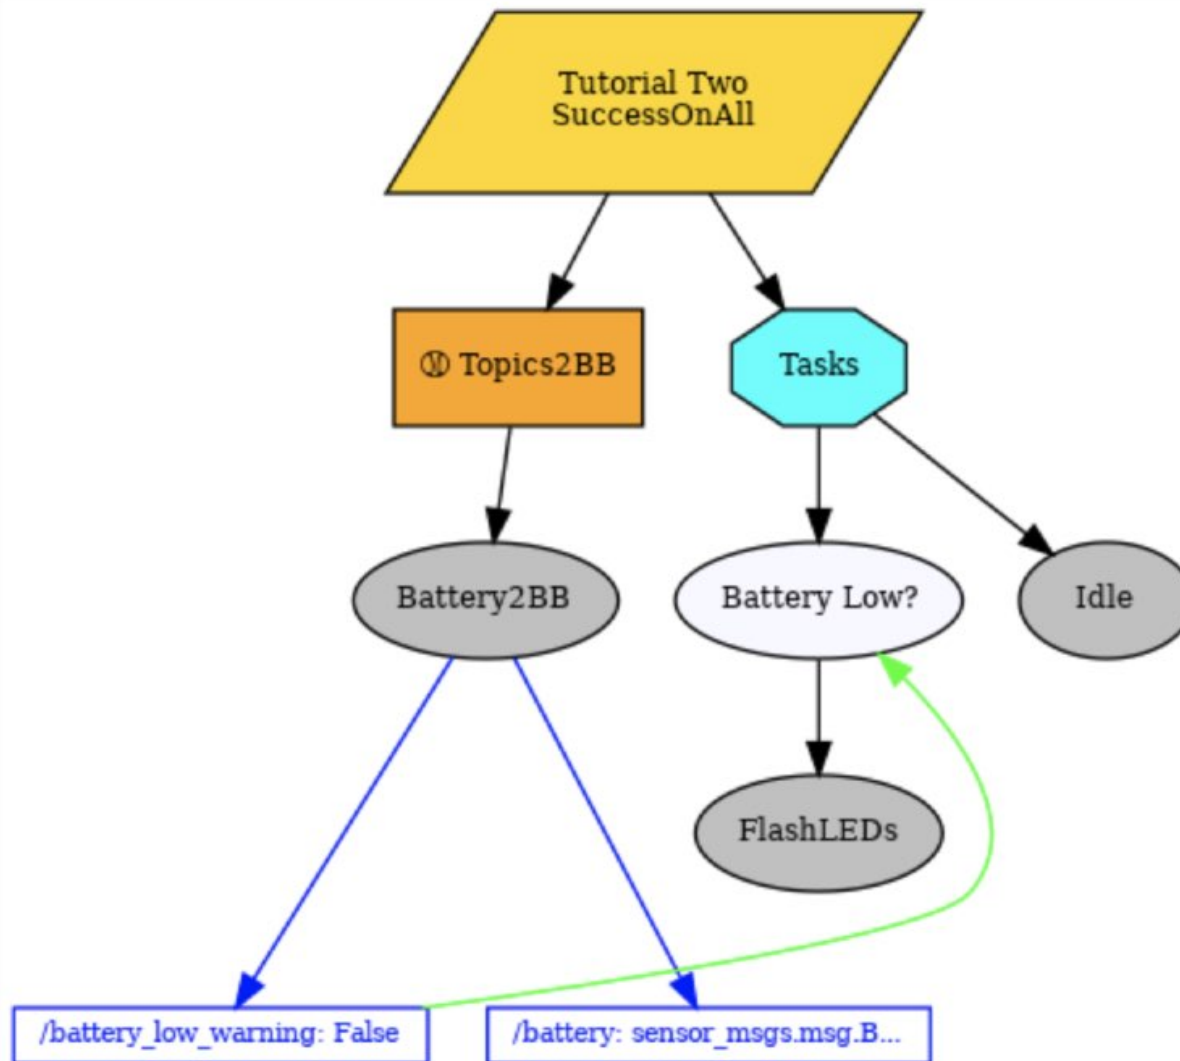 Tutorial Two
SuccessOnAll
Ⓜ Topics2BB
Tasks
Battery2BB
Battery Low?
Idle
FlashLEDs
/battery_low_warning: False
/battery: sensor_msgs.msg.B...